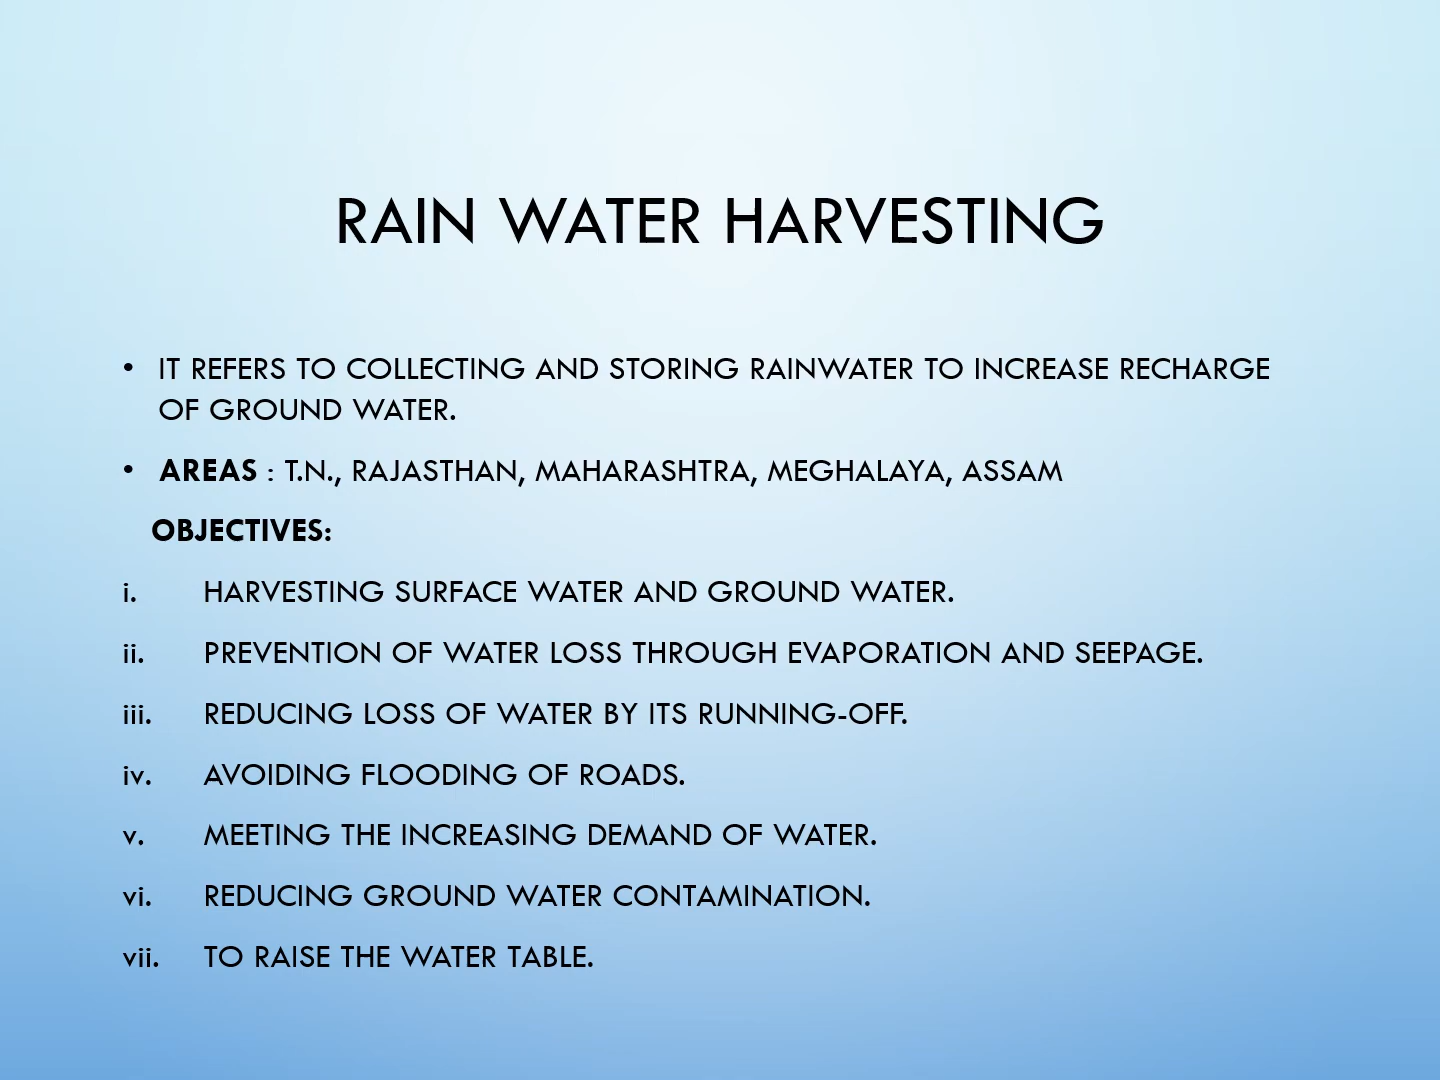 RAIN WATER HARVESTING
• IT REFERS TO COLLECTING AND STORING RAINWATER TO INCREASE RECHARGE
OF GROUND WATER.
• AREAS : T.N., RAJASTHAN, MAHARASHTRA, MEGHALAYA, ASSAM
OBJECTIVES:
i. HARVESTING SURFACE WATER AND GROUND WATER.
ii. PREVENTION OF WATER LOSS THROUGH EVAPORATION AND SEEPAGE.
iii. REDUCING LOSS OF WATER BY ITS RUNNING-OFF.
iv. AVOIDING FLOODING OF ROADS.
v. MEETING THE INCREASING DEMAND OF WATER.
vi. REDUCING GROUND WATER CONTAMINATION.
vii. TO RAISE THE WATER TABLE.